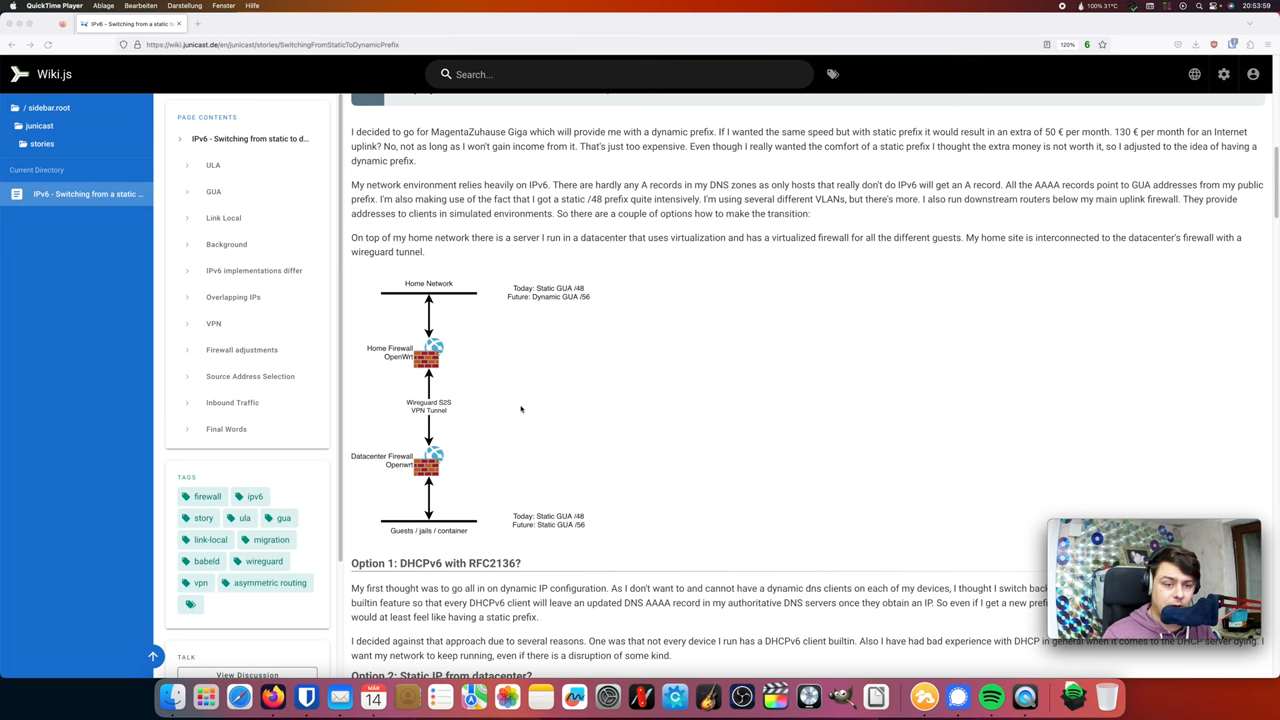 QuickTime Player Ablage Bearbeiten Darstellung Fenster Hilfe
100% 31°C
20:53:59
IPv6 - Switching from a static t
https://wiki.junicast.de/en/junicast/stories/SwitchingFromStaticToDynamicPrefix
120%
6
Wiki.js
Search...
/ sidebar.root
junicast
stories
Current Directory
IPv6 - Switching from a static ...
PAGE CONTENTS
IPv6 - Switching from static to d...
ULA
GUA
Link Local
Background
IPv6 implementations differ
Overlapping IPs
VPN
Firewall adjustments
Source Address Selection
Inbound Traffic
Final Words
TAGS
firewall ipv6
story ula gua
link-local migration
babeld wireguard
vpn asymmetric routing
TALK
View Discussion
I decided to go for MagentaZuhause Giga which will provide me with a dynamic prefix. If I wanted the same speed but with static prefix it would result in an extra of 50 € per month. 130 € per month for an Internet
uplink? No, not as long as I won't gain income from it. That's just too expensive. Even though I really wanted the comfort of a static prefix I thought the extra money is not worth it, so I adjusted to the idea of having a
dynamic prefix.
My network environment relies heavily on IPv6. There are hardly any A records in my DNS zones as only hosts that really don't do IPv6 will get an A record. All the AAAA records point to GUA addresses from my public
prefix. I'm also making use of the fact that I got a static /48 prefix quite intensively. I'm using several different VLANs, but there's more. I also run downstream routers below my main uplink firewall. They provide
addresses to clients in simulated environments. So there are a couple of options how to make the transition:
On top of my home network there is a server I run in a datacenter that uses virtualization and has a virtualized firewall for all the different guests. My home site is interconnected to the datacenter's firewall with a
wireguard tunnel.
Home Network
Today: Static GUA /48
Future: Dynamic GUA /56
Home Firewall
OpenWrt
Wireguard S2S
VPN Tunnel
Datacenter Firewall
Openwrt
Today: Static GUA /48
Future: Static GUA /56
Guests / jails / container
Option 1: DHCPv6 with RFC2136?
My first thought was to go all in on dynamic IP configuration. As I don't want to and cannot have a dynamic dns clients on each of my devices, I thought I switch back
builtin feature so that every DHCPv6 client will leave an updated DNS AAAA record in my authoritative DNS servers once they obtain an IP. So even if I get a new prefi
would at least feel like having a static prefix.
I decided against that approach due to several reasons. One was that not every device I run has a DHCPv6 client builtin. Also I have had bad experience with DHCP in general when it comes to the DHCP server dying. I
want my network to keep running, even if there is a disruption of some kind.
Option 2: Static IP from datacenter?
MÄR
14